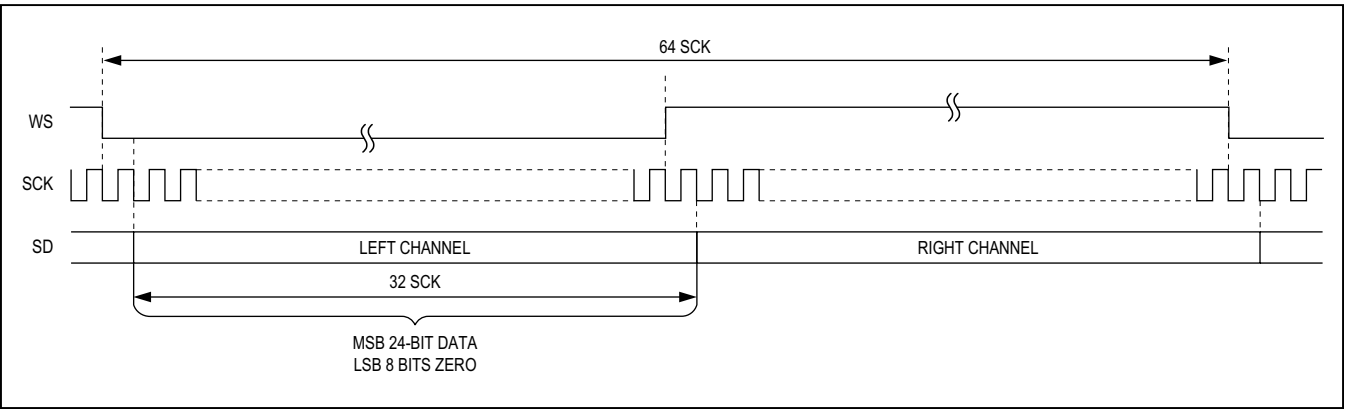 64 SCK
WS
SCK
SD
LEFT CHANNEL
RIGHT CHANNEL
32 SCK
MSB 24-BIT DATA
LSB 8 BITS ZERO